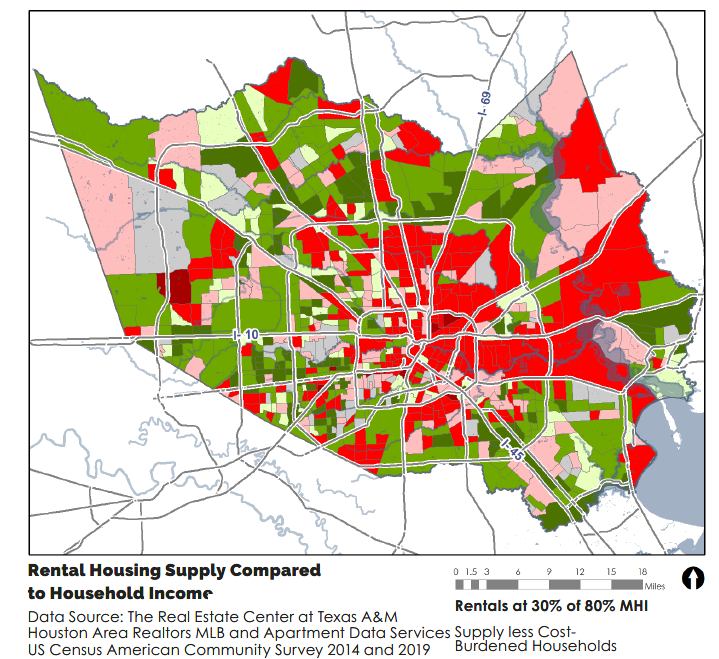 I- 69
I- 10
I-45
Rental Housing Supply Compared
to Household Income
0 1.5 3 6 9 12 15 18
Miles
Rentals at 30% of 80% MHI
Data Source: The Real Estate Center at Texas A&M
Houston Area Realtors MLB and Apartment Data Services
US Census American Community Survey 2014 and 2019
Supply less Cost-
Burdened Households